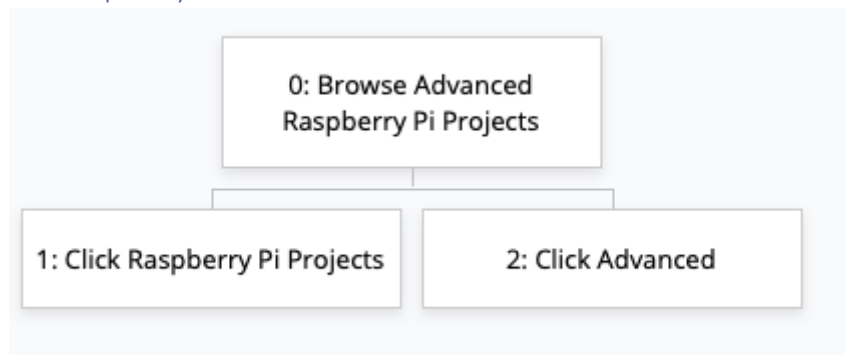 0: Browse Advanced
Raspberry Pi Projects
1: Click Raspberry Pi Projects
2: Click Advanced